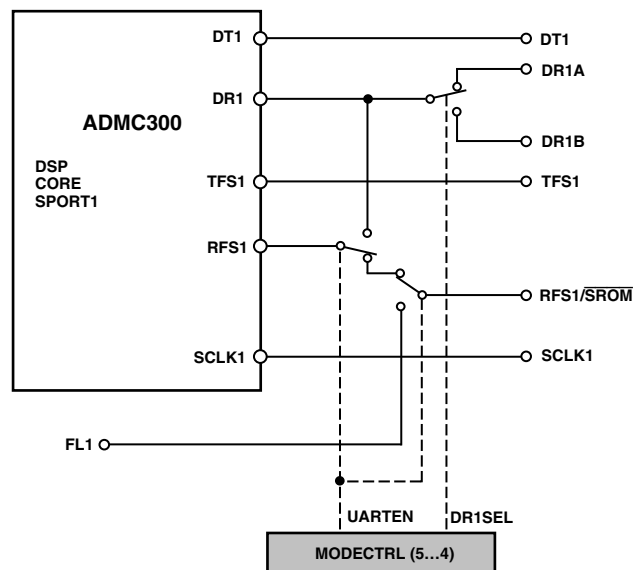 DT1
DT1
DR1A
DR1
ADMC300
DR1B
DSP
CORE
SPORT1
TFS1
TFS1
RFS1
RFS1/SROM
SCLK1
SCLK1
FL1
UARTEN
DR1SEL
MODECTRL (5...4)